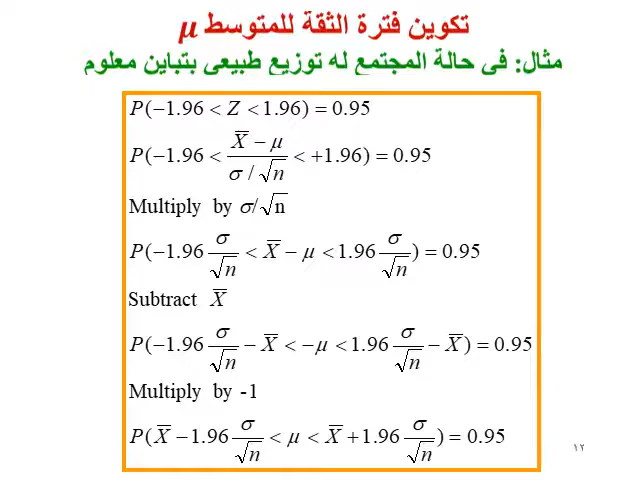 تكوين فترة الثقة للمتوسط μ
مثال: فى حالة المجتمع له توزيع طبيعى بتباين معلوم
P(−1.96 < Z < 1.96) = 0.95
P(−1.96 < (X̅ − μ)/(σ / √n) < +1.96) = 0.95
Multiply by σ/√n
P(−1.96 σ/√n < X̅ − μ < 1.96 σ/√n) = 0.95
Subtract X̅
P(−1.96 σ/√n − X̅ < −μ < 1.96 σ/√n − X̅) = 0.95
Multiply by -1
P(X̅ − 1.96 σ/√n < μ < X̅ + 1.96 σ/√n) = 0.95
١٢